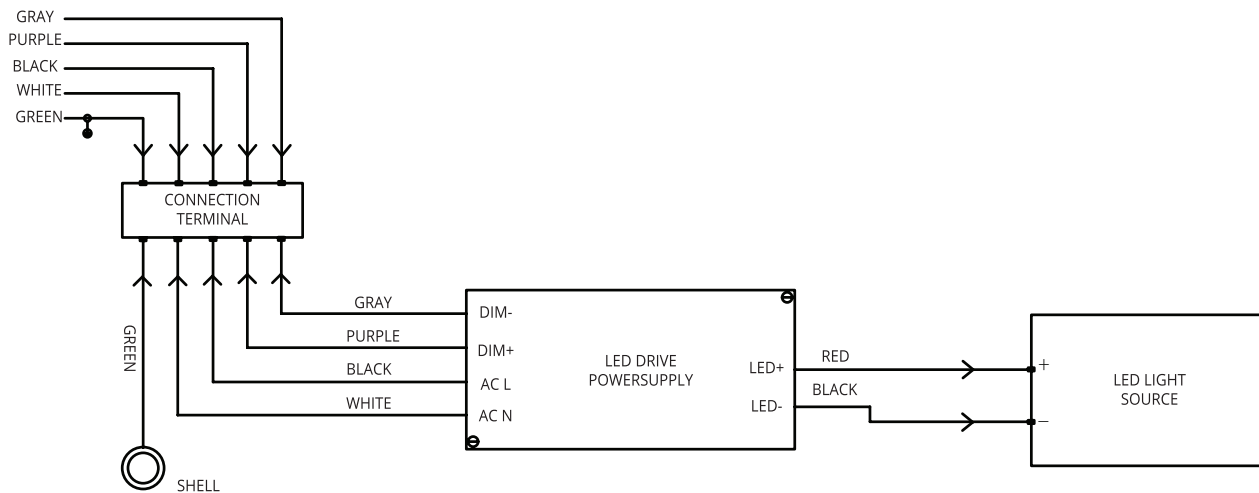 GRAY
PURPLE
BLACK
WHITE
GREEN
CONNECTION
TERMINAL
GREEN
SHELL
GRAY
PURPLE
BLACK
WHITE
DIM-
DIM+
AC L
AC N
LED DRIVE
POWERSUPPLY
LED+
LED-
RED
BLACK
+
−
LED LIGHT
SOURCE